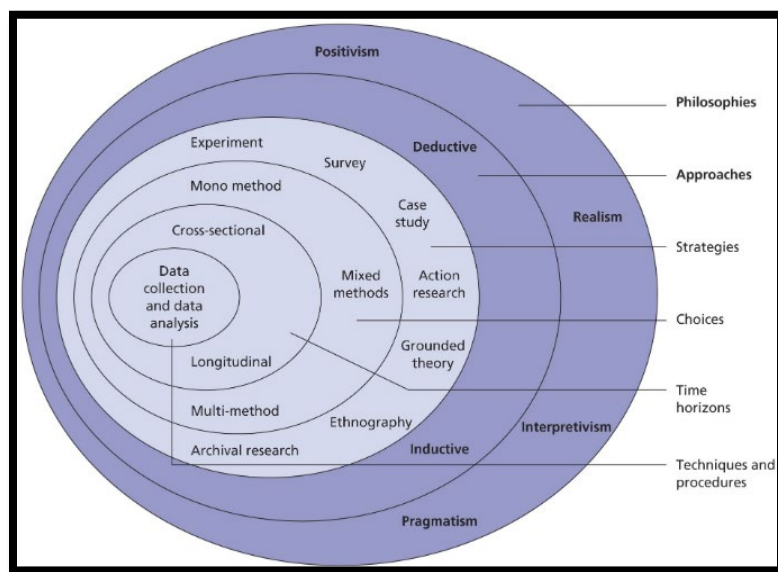 Positivism
Philosophies
Experiment
Survey
Deductive
Mono method
Approaches
Case
study
Realism
Cross-sectional
Strategies
Data
collection
and data
analysis
Mixed
methods
Action
research
Choices
Longitudinal
Grounded
theory
Time
horizons
Multi-method
Ethnography
Interpretivism
Archival research
Inductive
Techniques and
procedures
Pragmatism